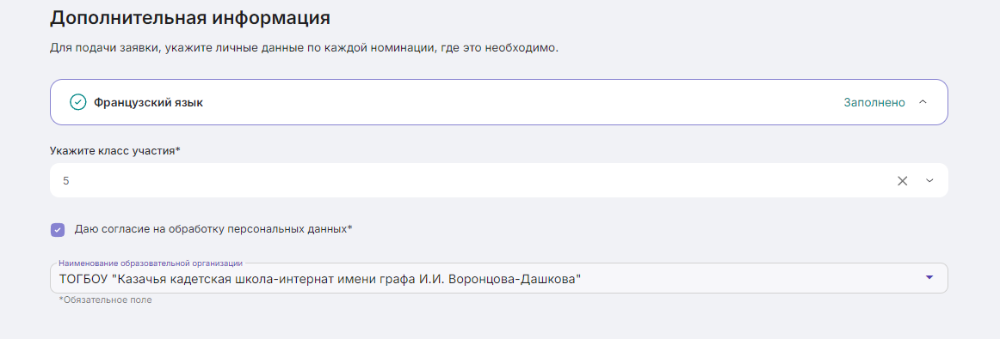 Дополнительная информация
Для подачи заявки, укажите личные данные по каждой номинации, где это необходимо.
Французский язык
Заполнено
Укажите класс участия*
5
Даю согласие на обработку персональных данных*
Наименование образовательной организации
ТОГБОУ "Казачья кадетская школа-интернат имени графа И.И. Воронцова-Дашкова"
*Обязательное поле